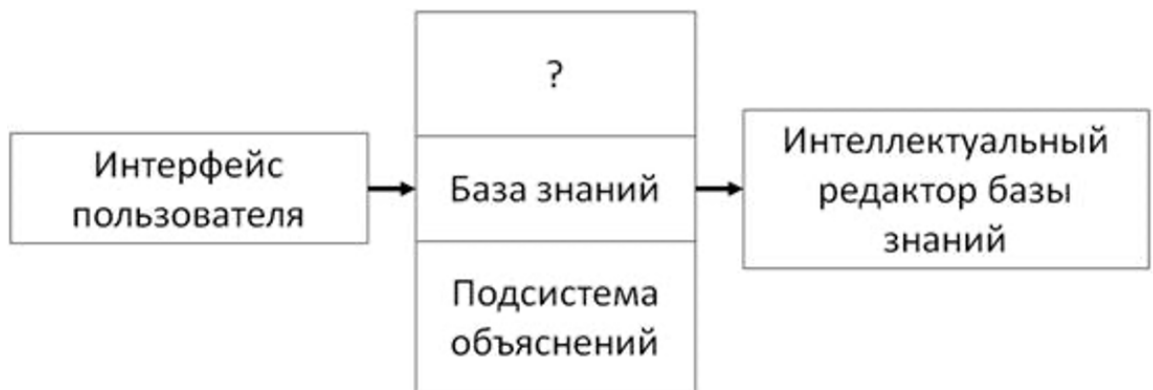 ?
Интерфейс
пользователя
База знаний
Интеллектуальный
редактор базы
знаний
Подсистема
объяснений